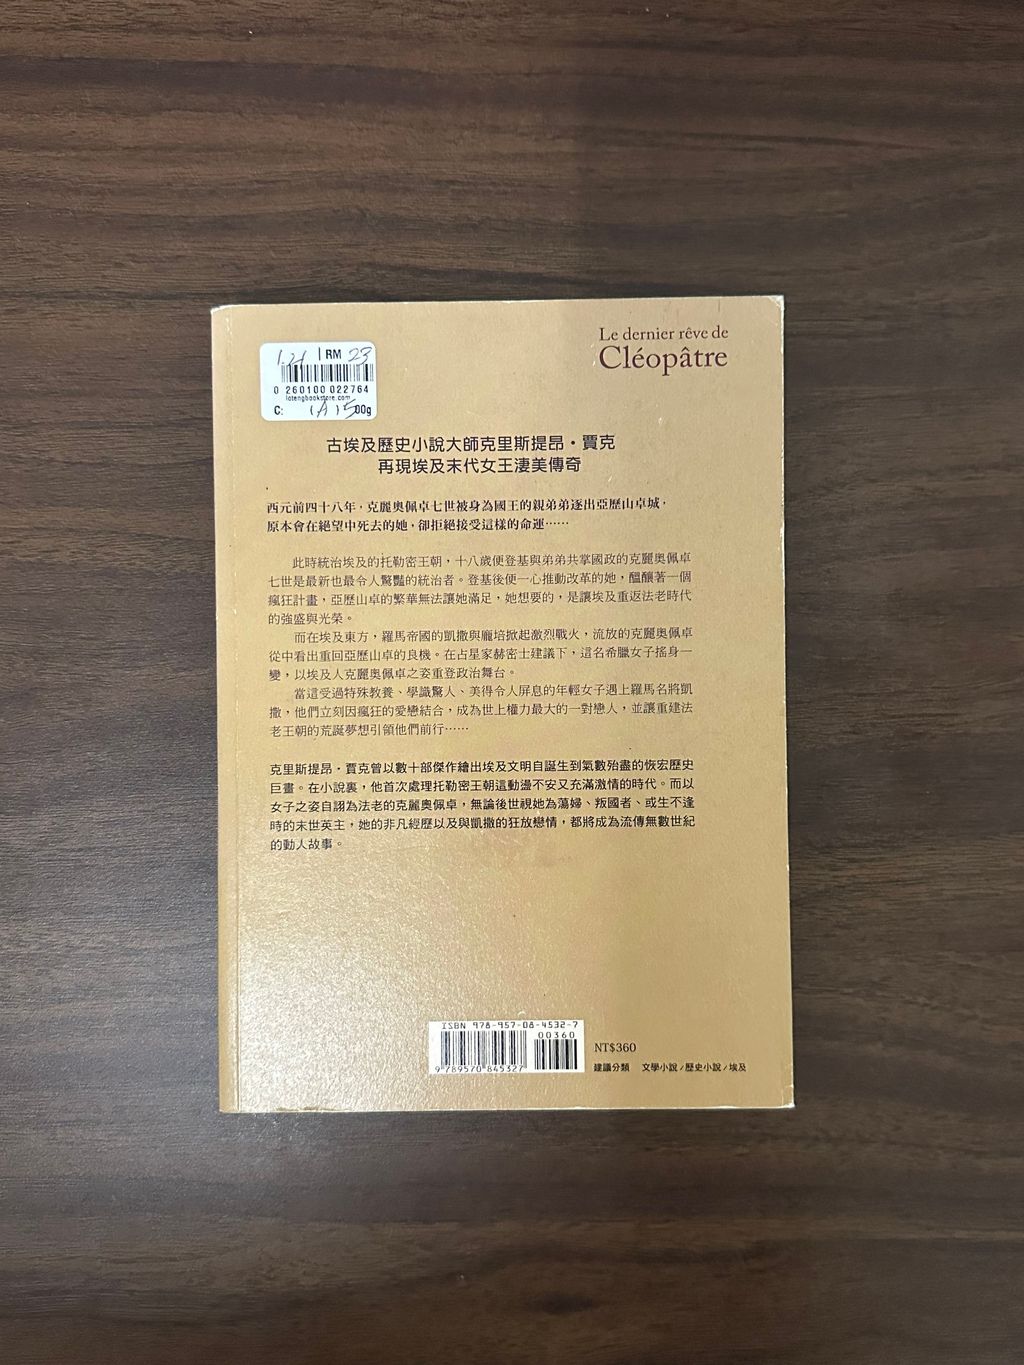 Le dernier rêve de
Cléopâtre
RM 23
0 260100 022764
lotengbookstore.com
C: (A) 500g
古埃及歷史小說大師克里斯提昂・賈克
再現埃及末代女王淒美傳奇
西元前四十八年，克麗奧佩卓七世被身為國王的親弟弟逐出亞歷山卓城，
原本會在絕望中死去的她，卻拒絕接受這樣的命運……
此時統治埃及的托勒密王朝，十八歲便登基與弟弟共掌國政的克麗奧佩卓
七世是最新也最令人驚豔的統治者。登基後便一心推動改革的她，醞釀著一個
瘋狂計畫，亞歷山卓的繁華無法讓她滿足，她想要的，是讓埃及重返法老時代
的強盛與光榮。
而在埃及東方，羅馬帝國的凱撒與龐培掀起激烈戰火，流放的克麗奧佩卓
從中看出重回亞歷山卓的良機。在占星家赫密士建議下，這名希臘女子搖身一
變，以埃及人克麗奧佩卓之姿重登政治舞台。
當這受過特殊教養、學識驚人、美得令人屏息的年輕女子遇上羅馬名將凱
撒，他們立刻因瘋狂的愛戀結合，成為世上權力最大的一對戀人，並讓重建法
老王朝的荒誕夢想引領他們前行……
克里斯提昂・賈克曾以數十部傑作繪出埃及文明自誕生到氣數殆盡的恢宏歷史
巨畫。在小說裏，他首次處理托勒密王朝這動盪不安又充滿激情的時代。而以
女子之姿自詡為法老的克麗奧佩卓，無論後世視她為蕩婦、叛國者、或生不逢
時的末世英主，她的非凡經歷以及與凱撒的狂放戀情，都將成為流傳無數世紀
的動人故事。
ISBN 978-957-08-4532-7
00360
9 789570 845327
NT$360
建議分類 文學小說／歷史小說／埃及